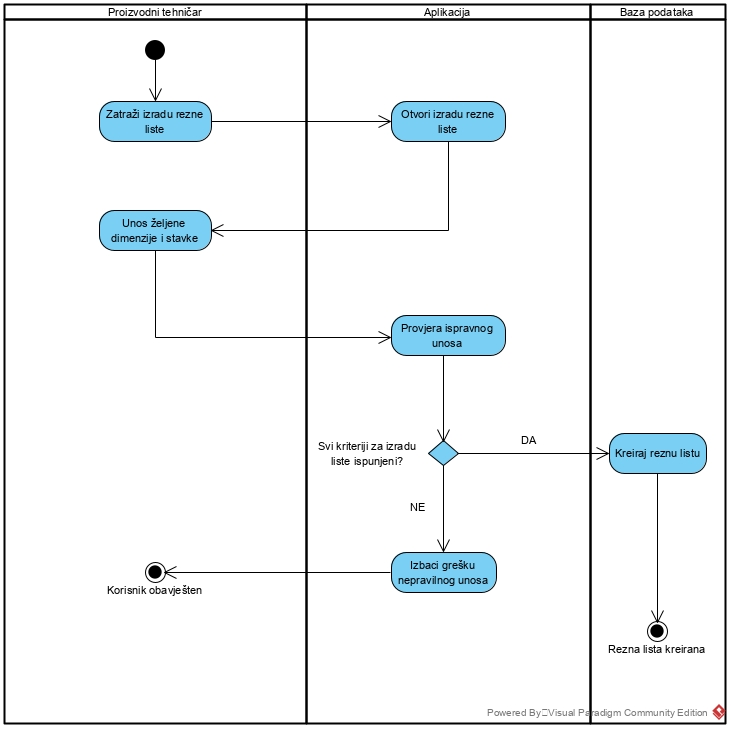 Proizvodni tehničar
Aplikacija
Baza podataka
Zatraži izradu rezne
liste
Otvori izradu rezne
liste
Unos željene
dimenzije i stavke
Provjera ispravnog
unosa
Svi kriteriji za izradu
liste ispunjeni?
DA
Kreiraj reznu listu
NE
Izbaci grešku
nepravilnog unosa
Korisnik obavješten
Rezna lista kreirana
Powered By Visual Paradigm Community Edition